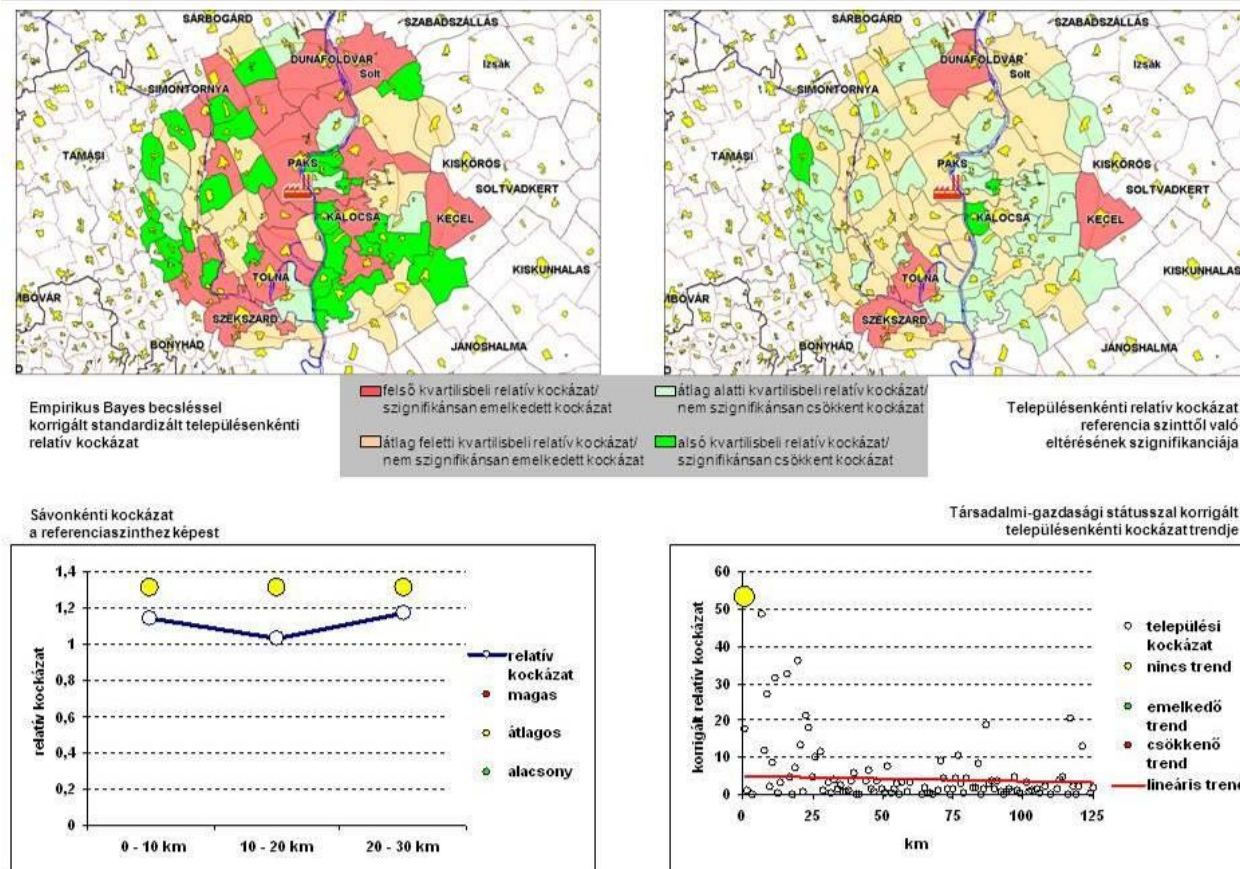 SÁRBOGÁRD
SZABADSZÁLLÁS
DUNAFÖLDVÁR
Izsák
Solt
SIMONTORNYA
TAMÁSI
PAKS
KISKŐRÖS
SOLTVADKERT
KALOCSA
KECEL
TOLNA
KISKUNHALAS
MBÓVÁR
SZEKSZÁRD
BONYHÁD
JÁNOSHALMA
SÁRBOGÁRD
SZABADSZÁLLÁS
DUNAFÖLDVÁR
Izsák
Solt
SIMONTORNYA
TAMÁSI
PAKS
KISKŐRÖS
SOLTVADKERT
KALOCSA
KECEL
TOLNA
KISKUNHALAS
MBÓVÁR
SZEKSZÁRD
BONYHÁD
JÁNOSHALMA
Empirikus Bayes becsléssel
korrigált standardizált településenkénti
relatív kockázat
felső kvartilisbeli relatív kockázat/
szignifikánsan emelkedett kockázat
átlag feletti kvartilisbeli relatív kockázat/
nem szignifikánsan emelkedett kockázat
átlag alatti kvartilisbeli relatív kockázat/
nem szignifikánsan csökkent kockázat
alsó kvartilisbeli relatív kockázat/
szignifikánsan csökkent kockázat
Településenkénti relatív kockázat
referencia szinttől való
eltérésének szignifikanciája
Sávonkénti kockázat
a referenciaszinthez képest
1,4
1,2
1
0,8
0,6
0,4
0,2
0
relatív kockázat
0 - 10 km
10 - 20 km
20 - 30 km
relatív
kockázat
magas
átlagos
alacsony
Társadalmi-gazdasági státusszal korrigált
településenkénti kockázat trendje
60
50
40
30
20
10
0
korrigált relatív kockázat
0
25
50
75
100
125
km
települési
kockázat
nincs trend
emelkedő
trend
csökkenő
trend
lineáris trend